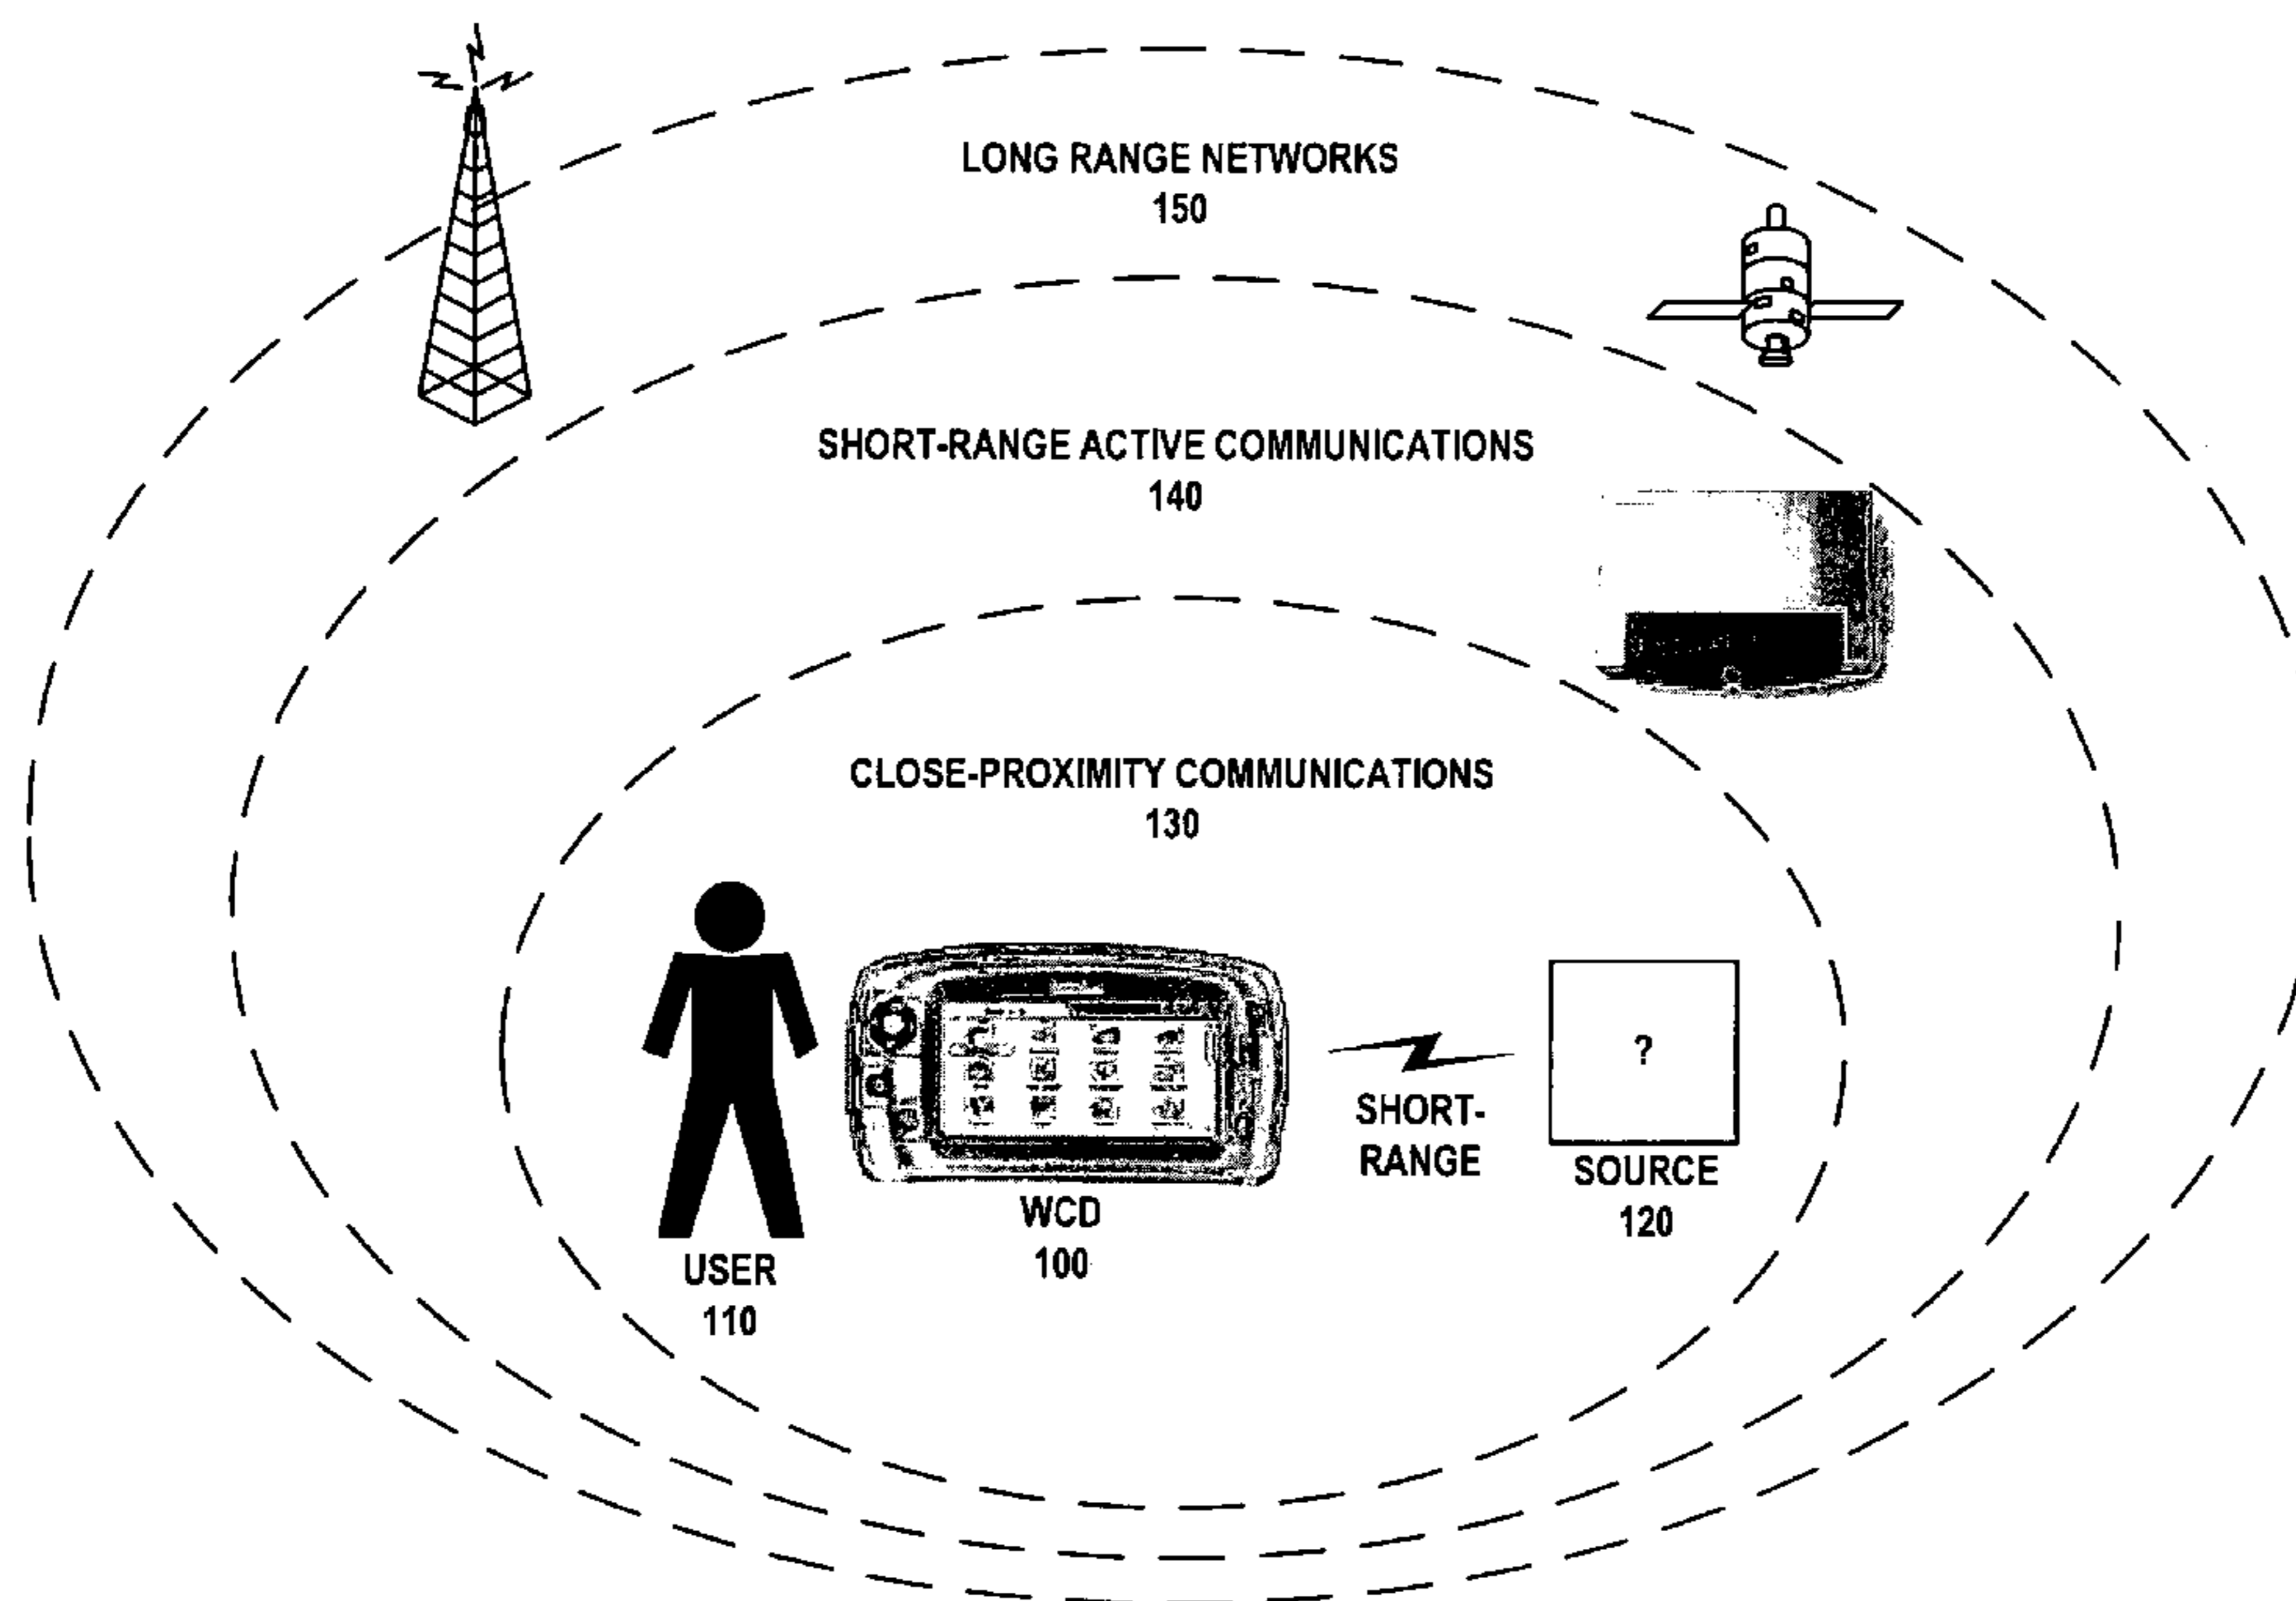 LONG RANGE NETWORKS
150
SHORT-RANGE ACTIVE COMMUNICATIONS
140
CLOSE-PROXIMITY COMMUNICATIONS
130
?
SHORT-
RANGE
SOURCE
120
WCD
100
USER
110